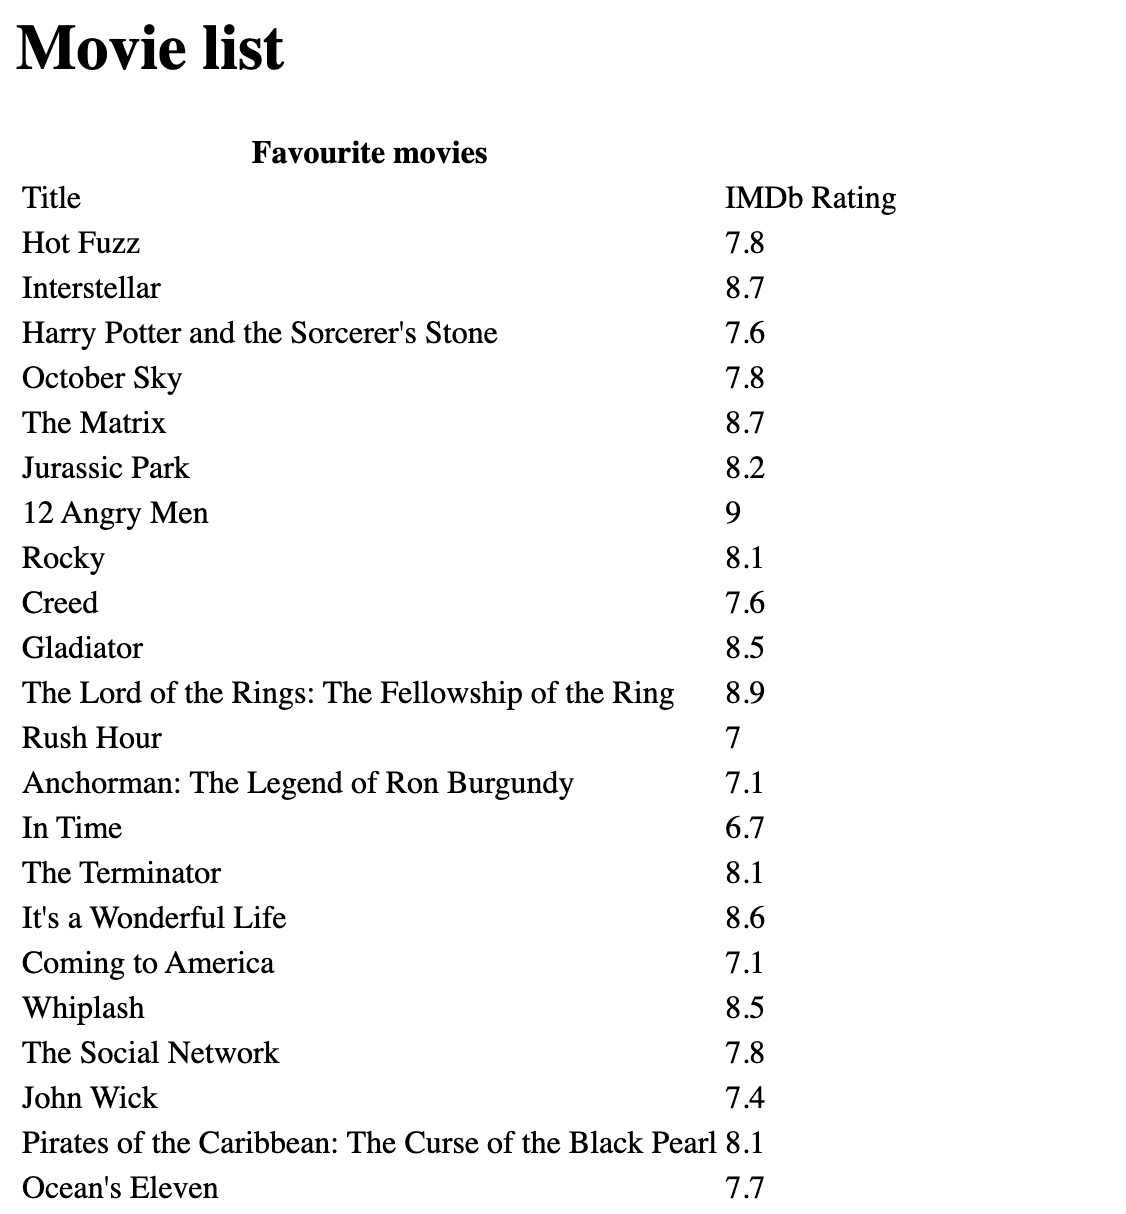 Movie list
Favourite movies
Title IMDb Rating
Hot Fuzz 7.8
Interstellar 8.7
Harry Potter and the Sorcerer's Stone 7.6
October Sky 7.8
The Matrix 8.7
Jurassic Park 8.2
12 Angry Men 9
Rocky 8.1
Creed 7.6
Gladiator 8.5
The Lord of the Rings: The Fellowship of the Ring 8.9
Rush Hour 7
Anchorman: The Legend of Ron Burgundy 7.1
In Time 6.7
The Terminator 8.1
It's a Wonderful Life 8.6
Coming to America 7.1
Whiplash 8.5
The Social Network 7.8
John Wick 7.4
Pirates of the Caribbean: The Curse of the Black Pearl 8.1
Ocean's Eleven 7.7